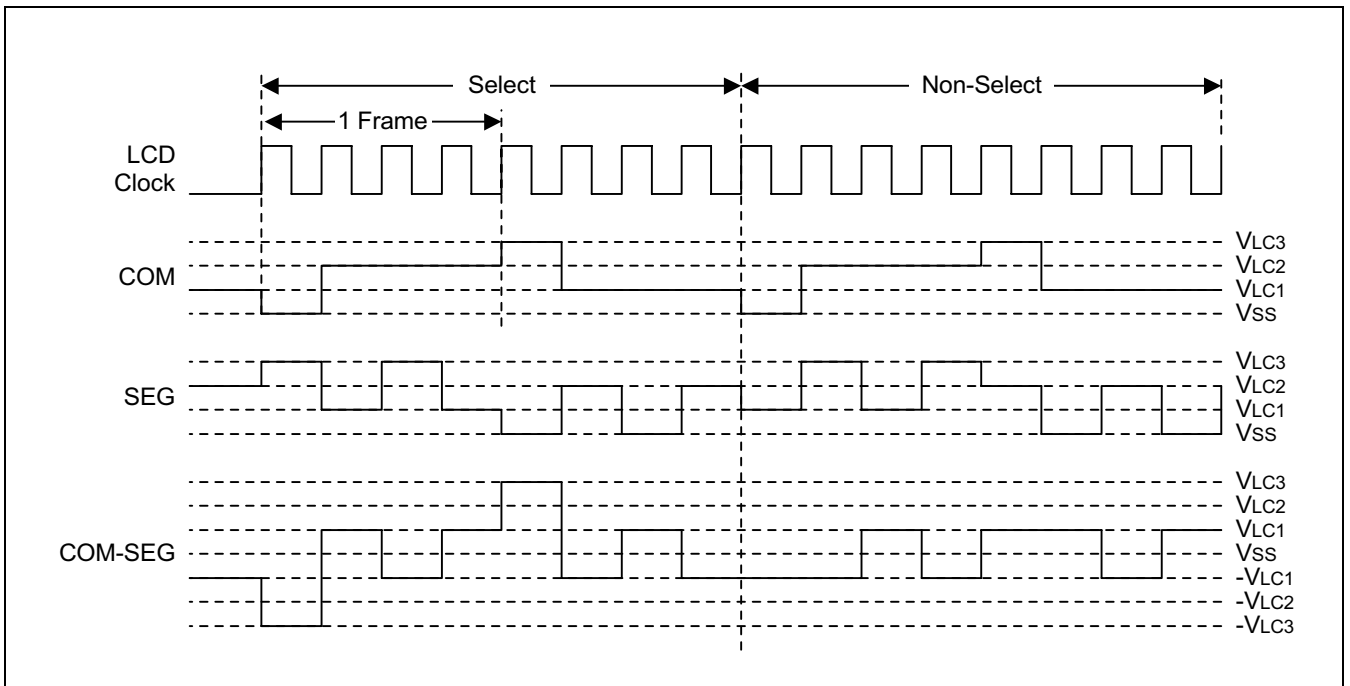 Select
Non-Select
1 Frame
LCD
Clock
COM
VLC3
VLC2
VLC1
VSS
SEG
VLC3
VLC2
VLC1
VSS
COM-SEG
VLC3
VLC2
VLC1
VSS
-VLC1
-VLC2
-VLC3